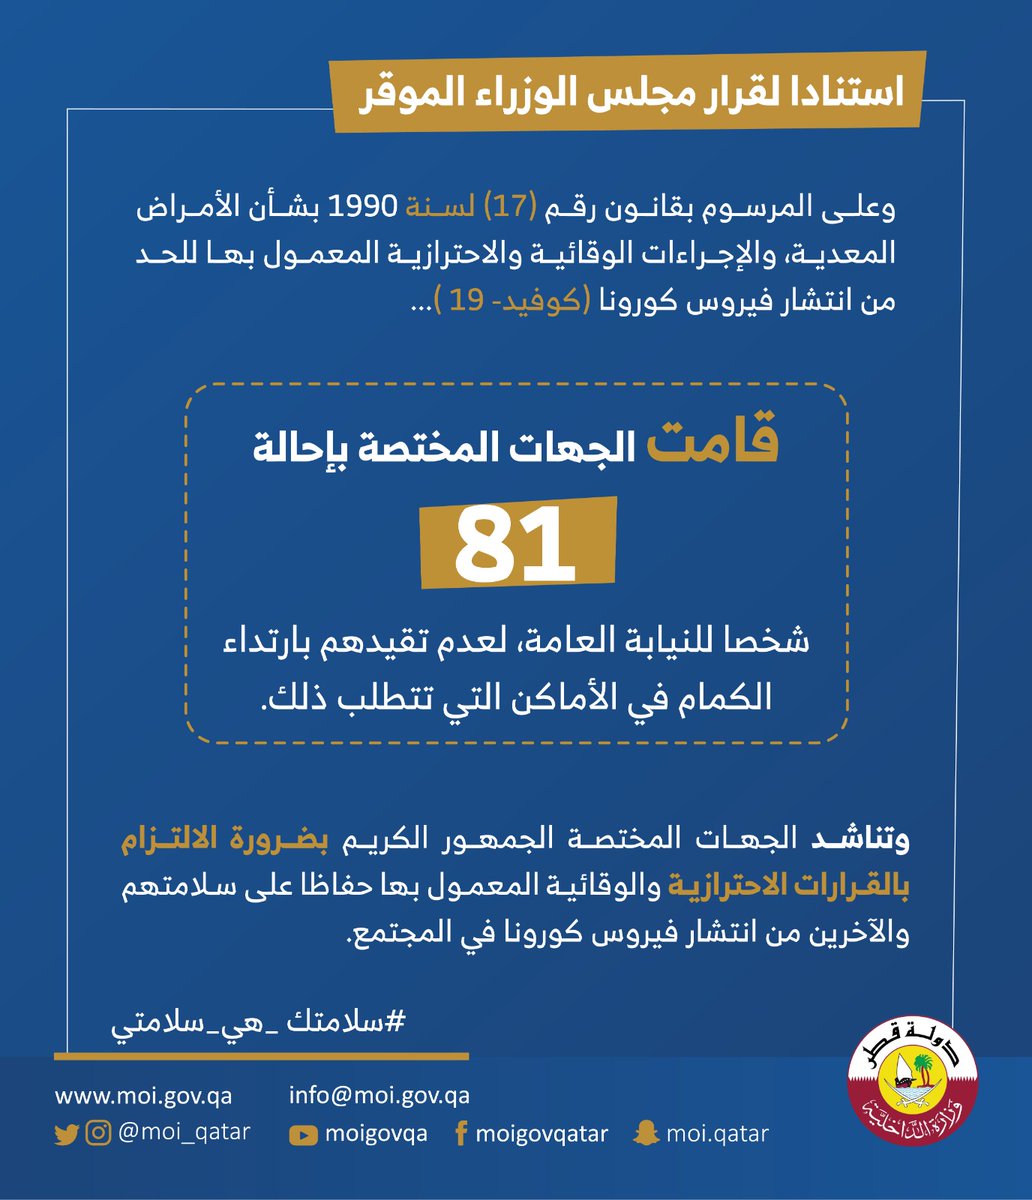 استنادا لقرار مجلس الوزراء الموقر
وعلى المرسوم بقانون رقم (17) لسنة 1990 بشأن الأمراض
المعدية، والإجراءات الوقائية والاحترازية المعمول بها للحد
من انتشار فيروس كورونا (كوفيد- 19 )...
قامت الجهات المختصة بإحالة
81
شخصا للنيابة العامة، لعدم تقيدهم بارتداء
الكمام في الأماكن التي تتطلب ذلك.
وتناشد الجهات المختصة الجمهور الكريم بضرورة الالتزام
بالقرارات الاحترازية والوقائية المعمول بها حفاظا على سلامتهم
والآخرين من انتشار فيروس كورونا في المجتمع.
#سلامتك _هي_سلامتي
دولة قطر
وزارة الداخلية
www.moi.gov.qa info@moi.gov.qa
@moi_qatar moigovqa moigovqatar moi.qatar